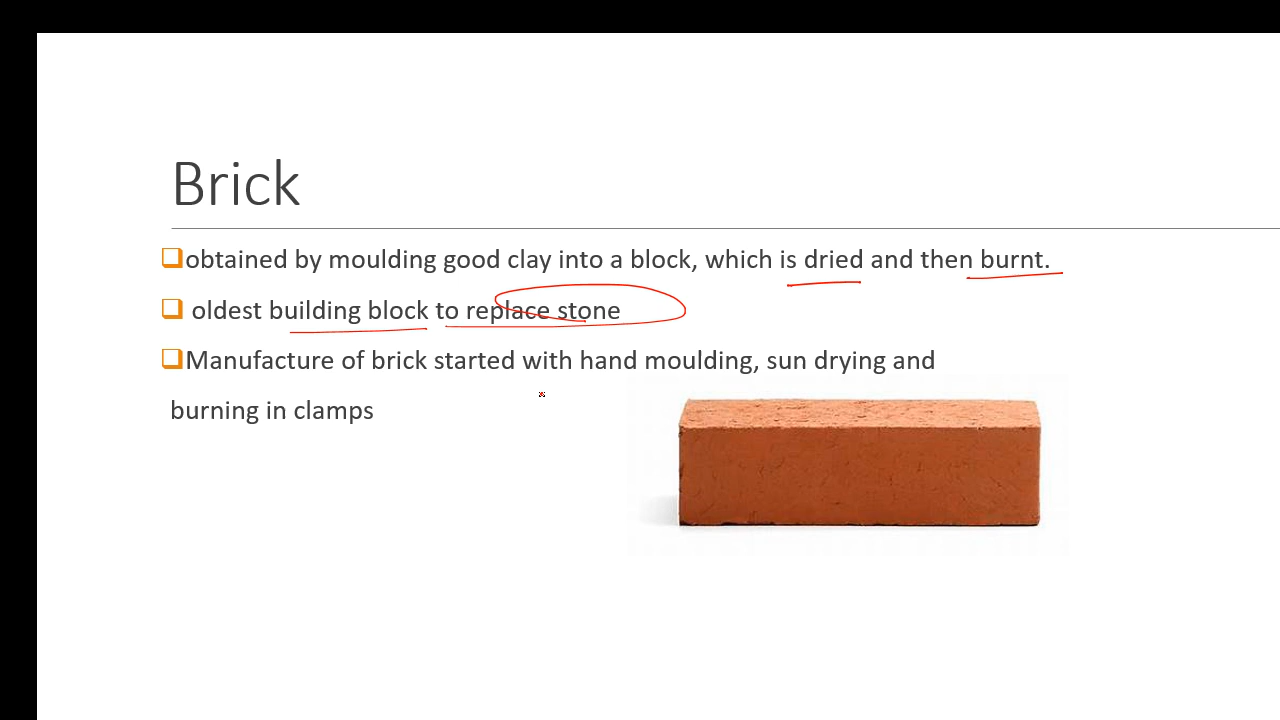 Brick
obtained by moulding good clay into a block, which is dried and then burnt.
oldest building block to replace stone
Manufacture of brick started with hand moulding, sun drying and
burning in clamps